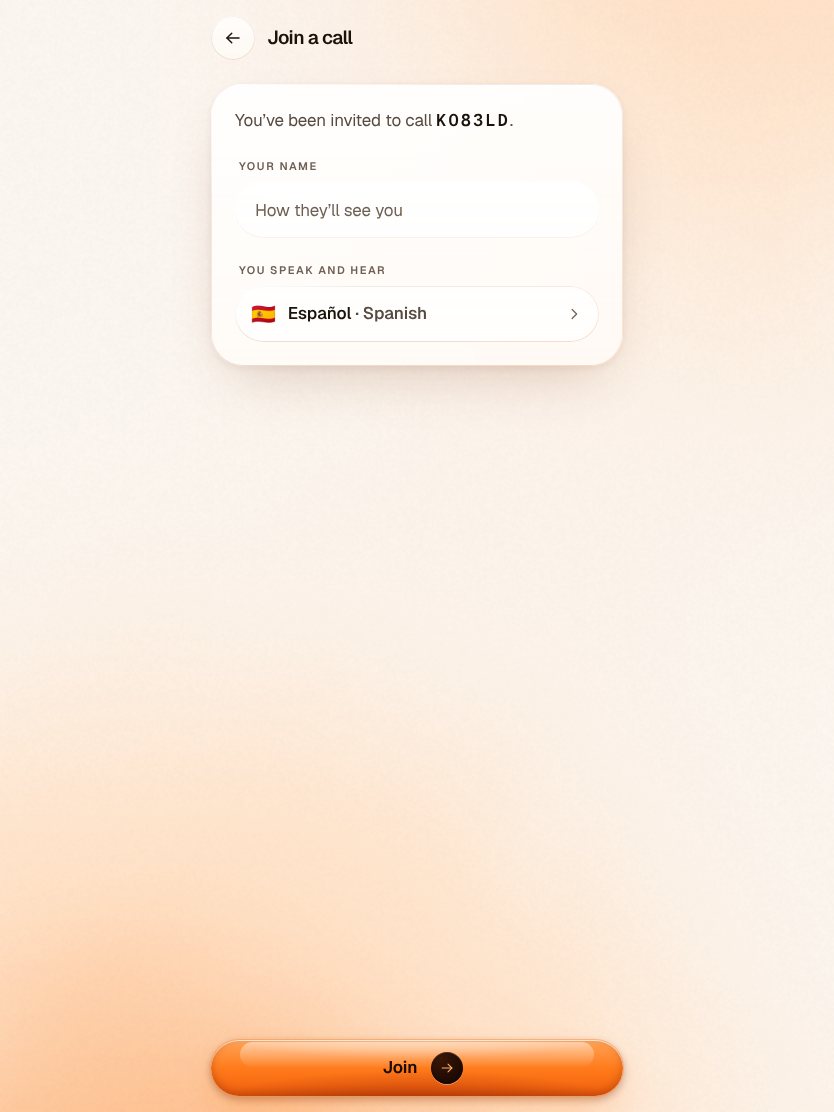 Join a call
You’ve been invited to call KO83LD.
YOUR NAME
How they’ll see you
YOU SPEAK AND HEAR
Español · Spanish
Join